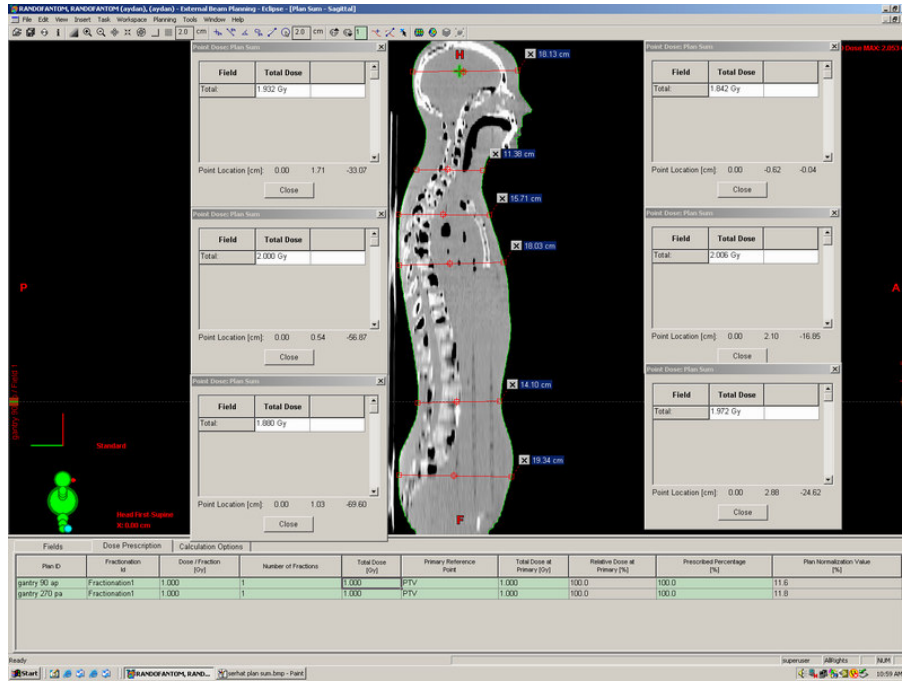 RANDOFANTOM, RANDOFANTOM (aydan), (aydan) - External Beam Planning - Eclipse - [Plan Sum - Sagittal]
File Edit View Insert Task Workspace Planning Tools Window Help
2.0 cm 2.0 cm 1
Point Dose: Plan Sum
Field Total Dose
Total: 1.932 Gy
Point Location [cm]: 0.00 1.71 -33.07
Close
Point Dose: Plan Sum
Field Total Dose
Total: 2.000 Gy
Point Location [cm]: 0.00 0.54 -56.87
Close
Point Dose: Plan Sum
Field Total Dose
Total: 1.880 Gy
Point Location [cm]: 0.00 1.03 -69.60
Close
H
18.13 cm
11.38 cm
15.71 cm
18.03 cm
14.10 cm
19.34 cm
F
P
A
Dose MAX: 2.053
Point Dose: Plan Sum
Field Total Dose
Total: 1.842 Gy
Point Location [cm]: 0.00 -0.62 -0.04
Close
Point Dose: Plan Sum
Field Total Dose
Total: 2.006 Gy
Point Location [cm]: 0.00 2.10 -16.85
Close
Point Dose: Plan Sum
Field Total Dose
Total: 1.972 Gy
Point Location [cm]: 0.00 2.88 -24.62
Close
Standard
Head First Supine
X: 0.00 cm
Fields Dose Prescription Calculation Options
Plan ID Fractionation Id Dose / Fraction [Gy] Number of Fractions Total Dose [Gy] Primary Reference Point Total Dose at Primary [Gy] Relative Dose at Primary [%] Prescribed Percentage [%] Plan Normalization Value [%]
gantry 90 ap Fractionation1 1.000 1 1.000 PTV 1.000 100.0 100.0 11.6
gantry 270 pa Fractionation1 1.000 1 1.000 PTV 1.000 100.0 100.0 11.8
Ready superuser AllRights NUM
Start RANDOFANTOM, RAND... serhat plan sum.bmp - Paint 10:59 AM